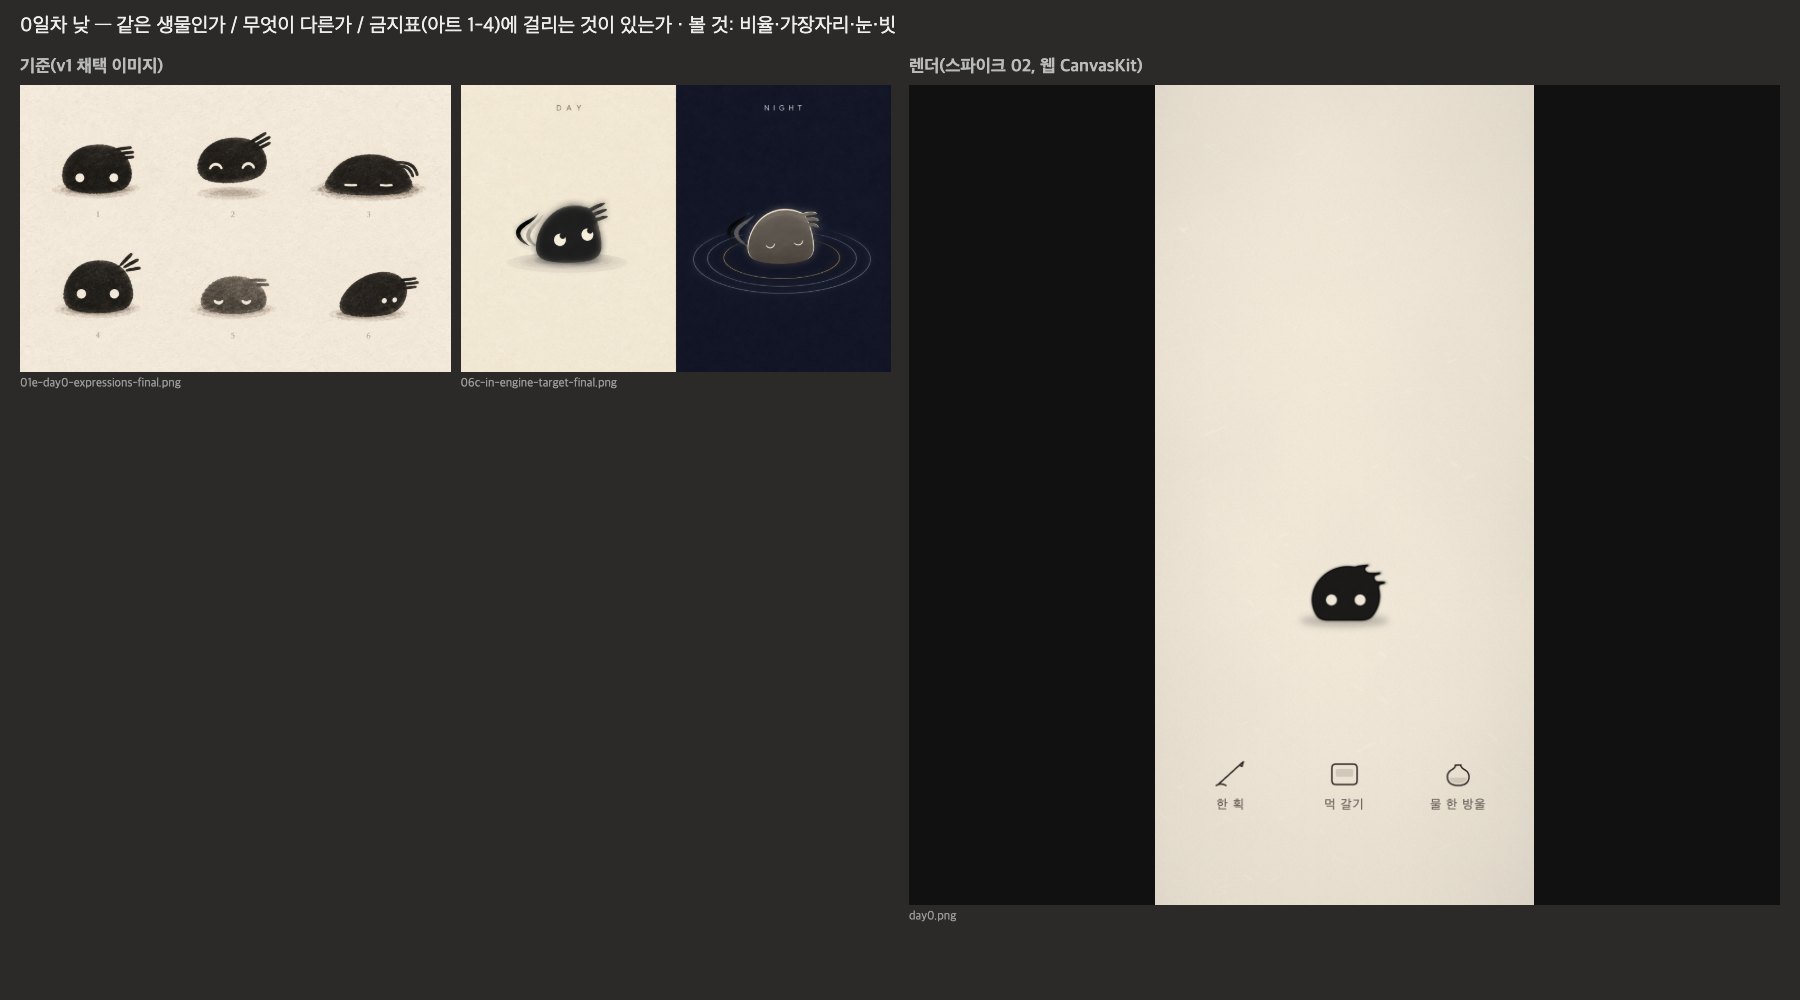 0일차 낮 — 같은 생물인가 / 무엇이 다른가 / 금지표(아트 1-4)에 걸리는 것이 있는가 · 볼 것: 비율·가장자리·눈·빗
기준(v1 채택 이미지)
렌더(스파이크 02, 웹 CanvasKit)
DAY
NIGHT
1
2
3
4
5
6
01e-day0-expressions-final.png
06c-in-engine-target-final.png
한 획
먹 갈기
물 한 방울
day0.png